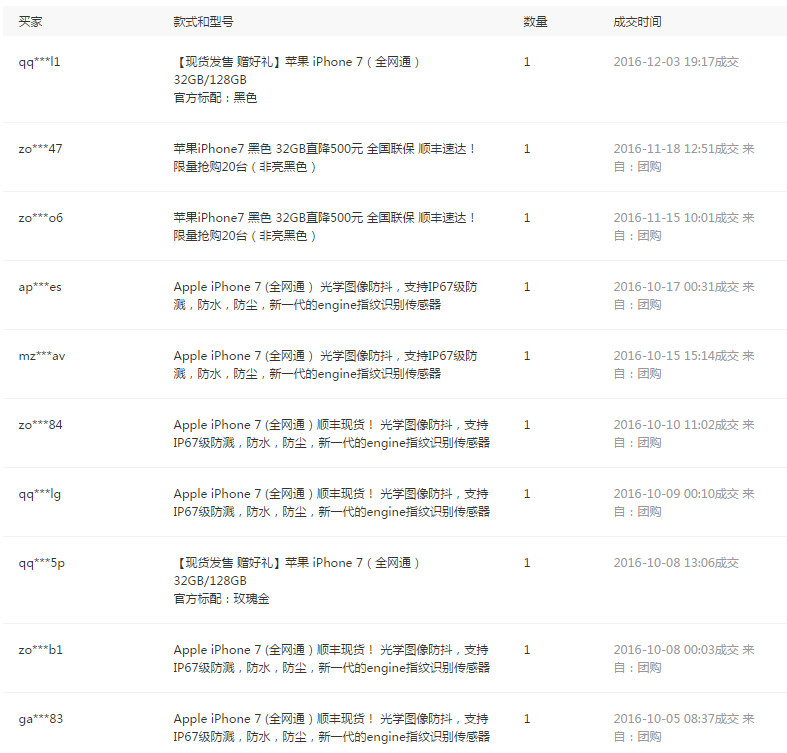 买家 款式和型号 数量 成交时间
qq***l1 【现货发售 赠好礼】苹果 iPhone 7（全网通） 1 2016-12-03 19:17成交
32GB/128GB
官方标配：黑色
zo***47 苹果iPhone7 黑色 32GB直降500元 全国联保 顺丰速达！ 1 2016-11-18 12:51成交 来
限量抢购20台（非亮黑色） 自：团购
zo***o6 苹果iPhone7 黑色 32GB直降500元 全国联保 顺丰速达！ 1 2016-11-15 10:01成交 来
限量抢购20台（非亮黑色） 自：团购
ap***es Apple iPhone 7 (全网通） 光学图像防抖，支持IP67级防 1 2016-10-17 00:31成交 来
溅，防水，防尘，新一代的engine指纹识别传感器 自：团购
mz***av Apple iPhone 7 (全网通） 光学图像防抖，支持IP67级防 1 2016-10-15 15:14成交 来
溅，防水，防尘，新一代的engine指纹识别传感器 自：团购
zo***84 Apple iPhone 7 (全网通）顺丰现货！ 光学图像防抖，支持 1 2016-10-10 11:02成交 来
IP67级防溅，防水，防尘，新一代的engine指纹识别传感器 自：团购
qq***lg Apple iPhone 7 (全网通）顺丰现货！ 光学图像防抖，支持 1 2016-10-09 00:10成交 来
IP67级防溅，防水，防尘，新一代的engine指纹识别传感器 自：团购
qq***5p 【现货发售 赠好礼】苹果 iPhone 7（全网通） 1 2016-10-08 13:06成交
32GB/128GB
官方标配：玫瑰金
zo***b1 Apple iPhone 7 (全网通）顺丰现货！ 光学图像防抖，支持 1 2016-10-08 00:03成交 来
IP67级防溅，防水，防尘，新一代的engine指纹识别传感器 自：团购
ga***83 Apple iPhone 7 (全网通）顺丰现货！ 光学图像防抖，支持 1 2016-10-05 08:37成交 来
IP67级防溅，防水，防尘，新一代的engine指纹识别传感器 自：团购